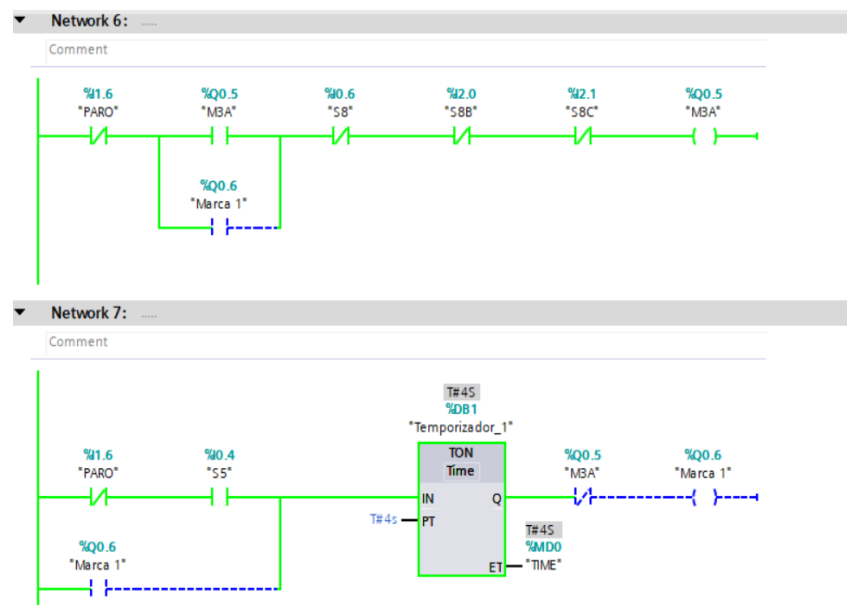 Network 6: .....
Comment
%I1.6 %Q0.5 %I0.6 %I2.0 %I2.1 %Q0.5
"PARO" "M3A" "S8" "S8B" "S8C" "M3A"
%Q0.6
"Marca 1"
Network 7: .....
Comment
T#4S
%DB1
"Temporizador_1"
%I1.6 %I0.4 TON %Q0.5 %Q0.6
"PARO" "S5" Time "M3A" "Marca 1"
IN Q
T#4s PT
T#4S
%Q0.6 %MD0
"Marca 1" ET "TIME"